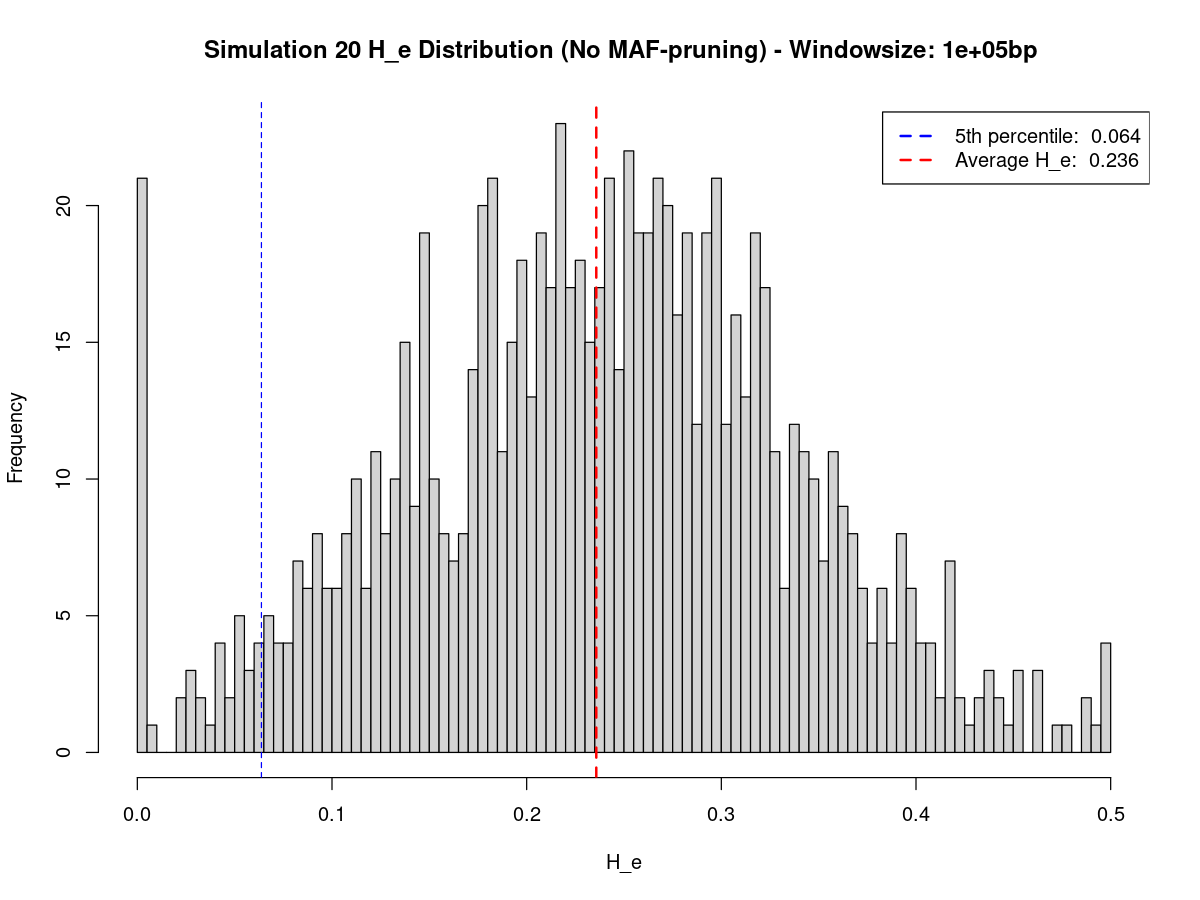 Simulation 20 H_e Distribution (No MAF-pruning) - Windowsize: 1e+05bp
5th percentile: 0.064
Average H_e: 0.236
Frequency
20
15
10
5
0
0.0 0.1 0.2 0.3 0.4 0.5
H_e